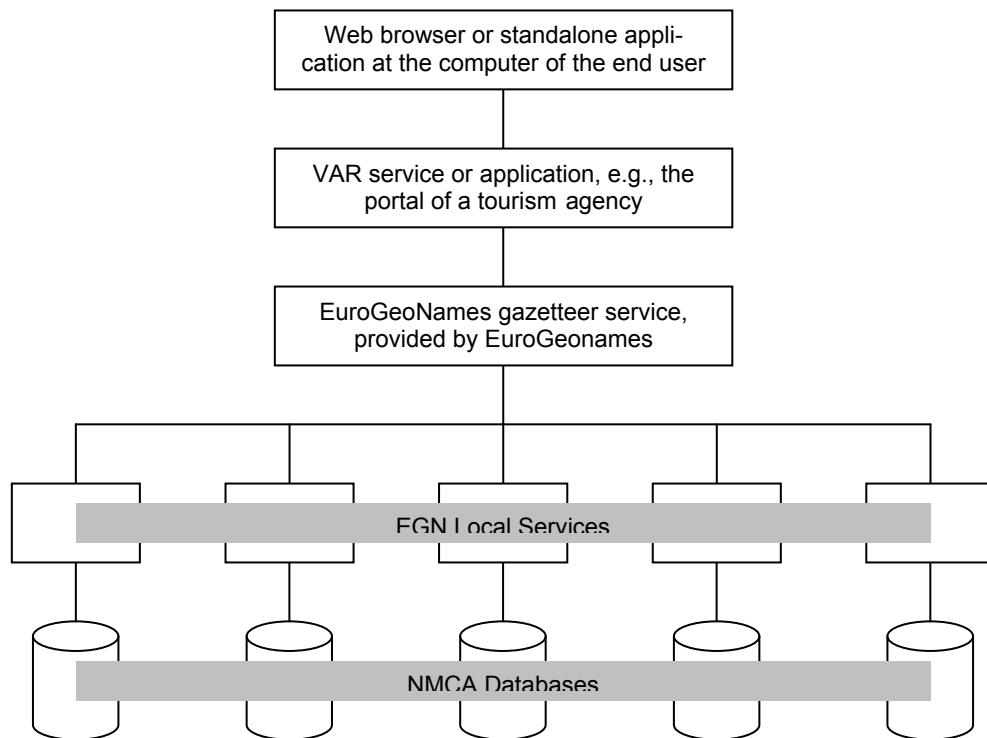 Web browser or standalone appli-
cation at the computer of the end user
VAR service or application, e.g., the
portal of a tourism agency
EuroGeoNames gazetteer service,
provided by EuroGeonames
EGN Local Services
NMCA Databases